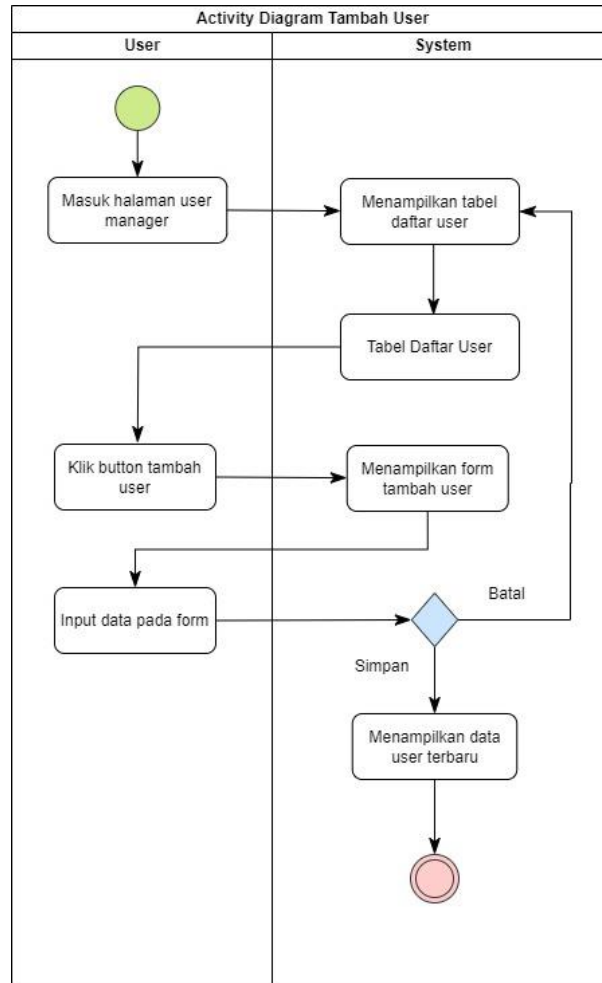 Activity Diagram Tambah User
User
System
Masuk halaman user
manager
Menampilkan tabel
daftar user
Tabel Daftar User
Klik button tambah
user
Menampilkan form
tambah user
Input data pada form
Batal
Simpan
Menampilkan data
user terbaru